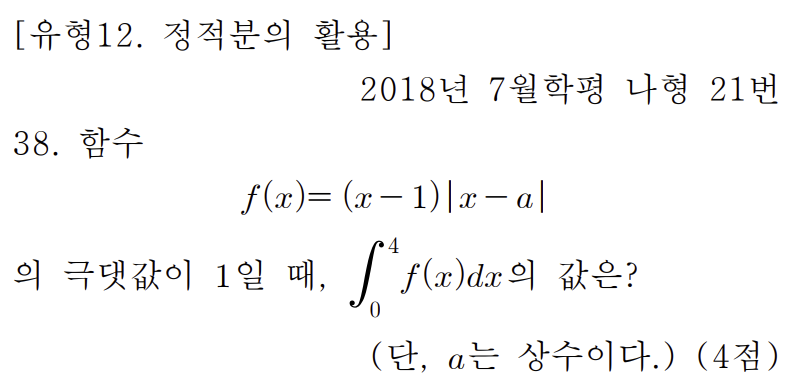 [유형12. 정적분의 활용]
2018년 7월학평 나형 21번
38. 함수
f(x)=(x-1)|x-a|
의 극댓값이 1일 때, ∫₀⁴f(x)dx의 값은?
(단, a는 상수이다.) (4점)